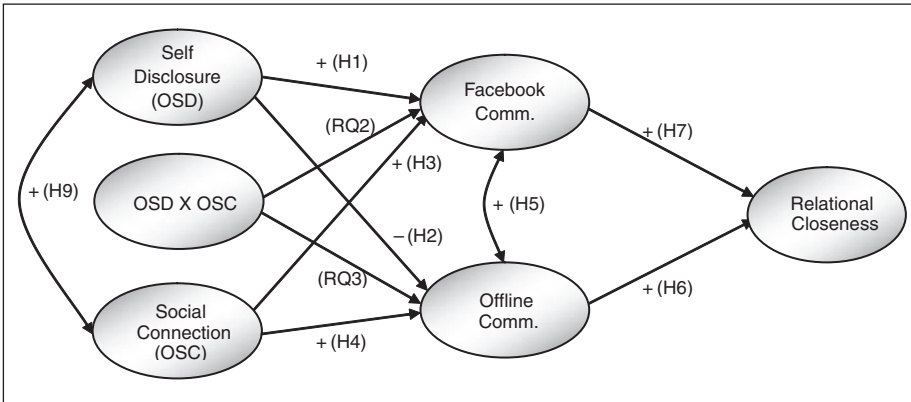 Self
Disclosure
(OSD)
+ (H1)
Facebook
Comm.
(RQ2)
+ (H7)
+ (H3)
+ (H9)
OSD X OSC
+ (H5)
Relational
Closeness
– (H2)
(RQ3)
+ (H6)
Social
Connection
(OSC)
Offline
Comm.
+ (H4)